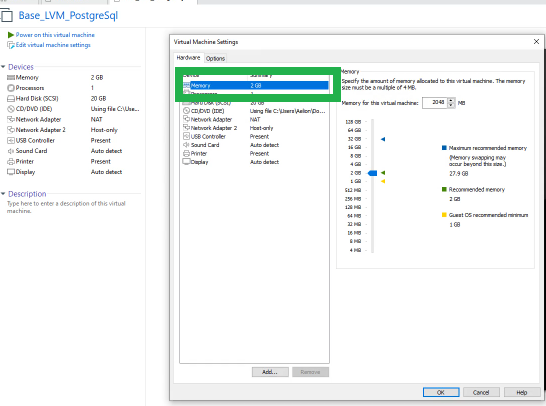 Base_LVM_PostgreSql
Power on this virtual machine
Edit virtual machine settings
Devices
Memory 2 GB
Processors 1
Hard Disk (SCSI) 20 GB
CD/DVD (IDE) Using file C:\Use...
Network Adapter NAT
Network Adapter 2 Host-only
USB Controller Present
Sound Card Auto detect
Printer Present
Display Auto detect
Description
Type here to enter a description of this virtual
machine.
Virtual Machine Settings
Hardware Options
Device Summary
Memory 2 GB
Processors 1
Hard Disk (SCSI) 20 GB
CD/DVD (IDE) Using file C:\Users\Aelion\Do...
Network Adapter NAT
Network Adapter 2 Host-only
USB Controller Present
Sound Card Auto detect
Printer Present
Display Auto detect
Add... Remove
Memory
Specify the amount of memory allocated to this virtual machine. The memory
size must be a multiple of 4 MB.
Memory for this virtual machine: 2048 MB
128 GB
64 GB
32 GB
16 GB
8 GB
4 GB
2 GB
1 GB
512 MB
256 MB
128 MB
64 MB
32 MB
16 MB
8 MB
4 MB
Maximum recommended memory
(Memory swapping may
occur beyond this size.)
27.9 GB
Recommended memory
2 GB
Guest OS recommended minimum
1 GB
OK Cancel Help